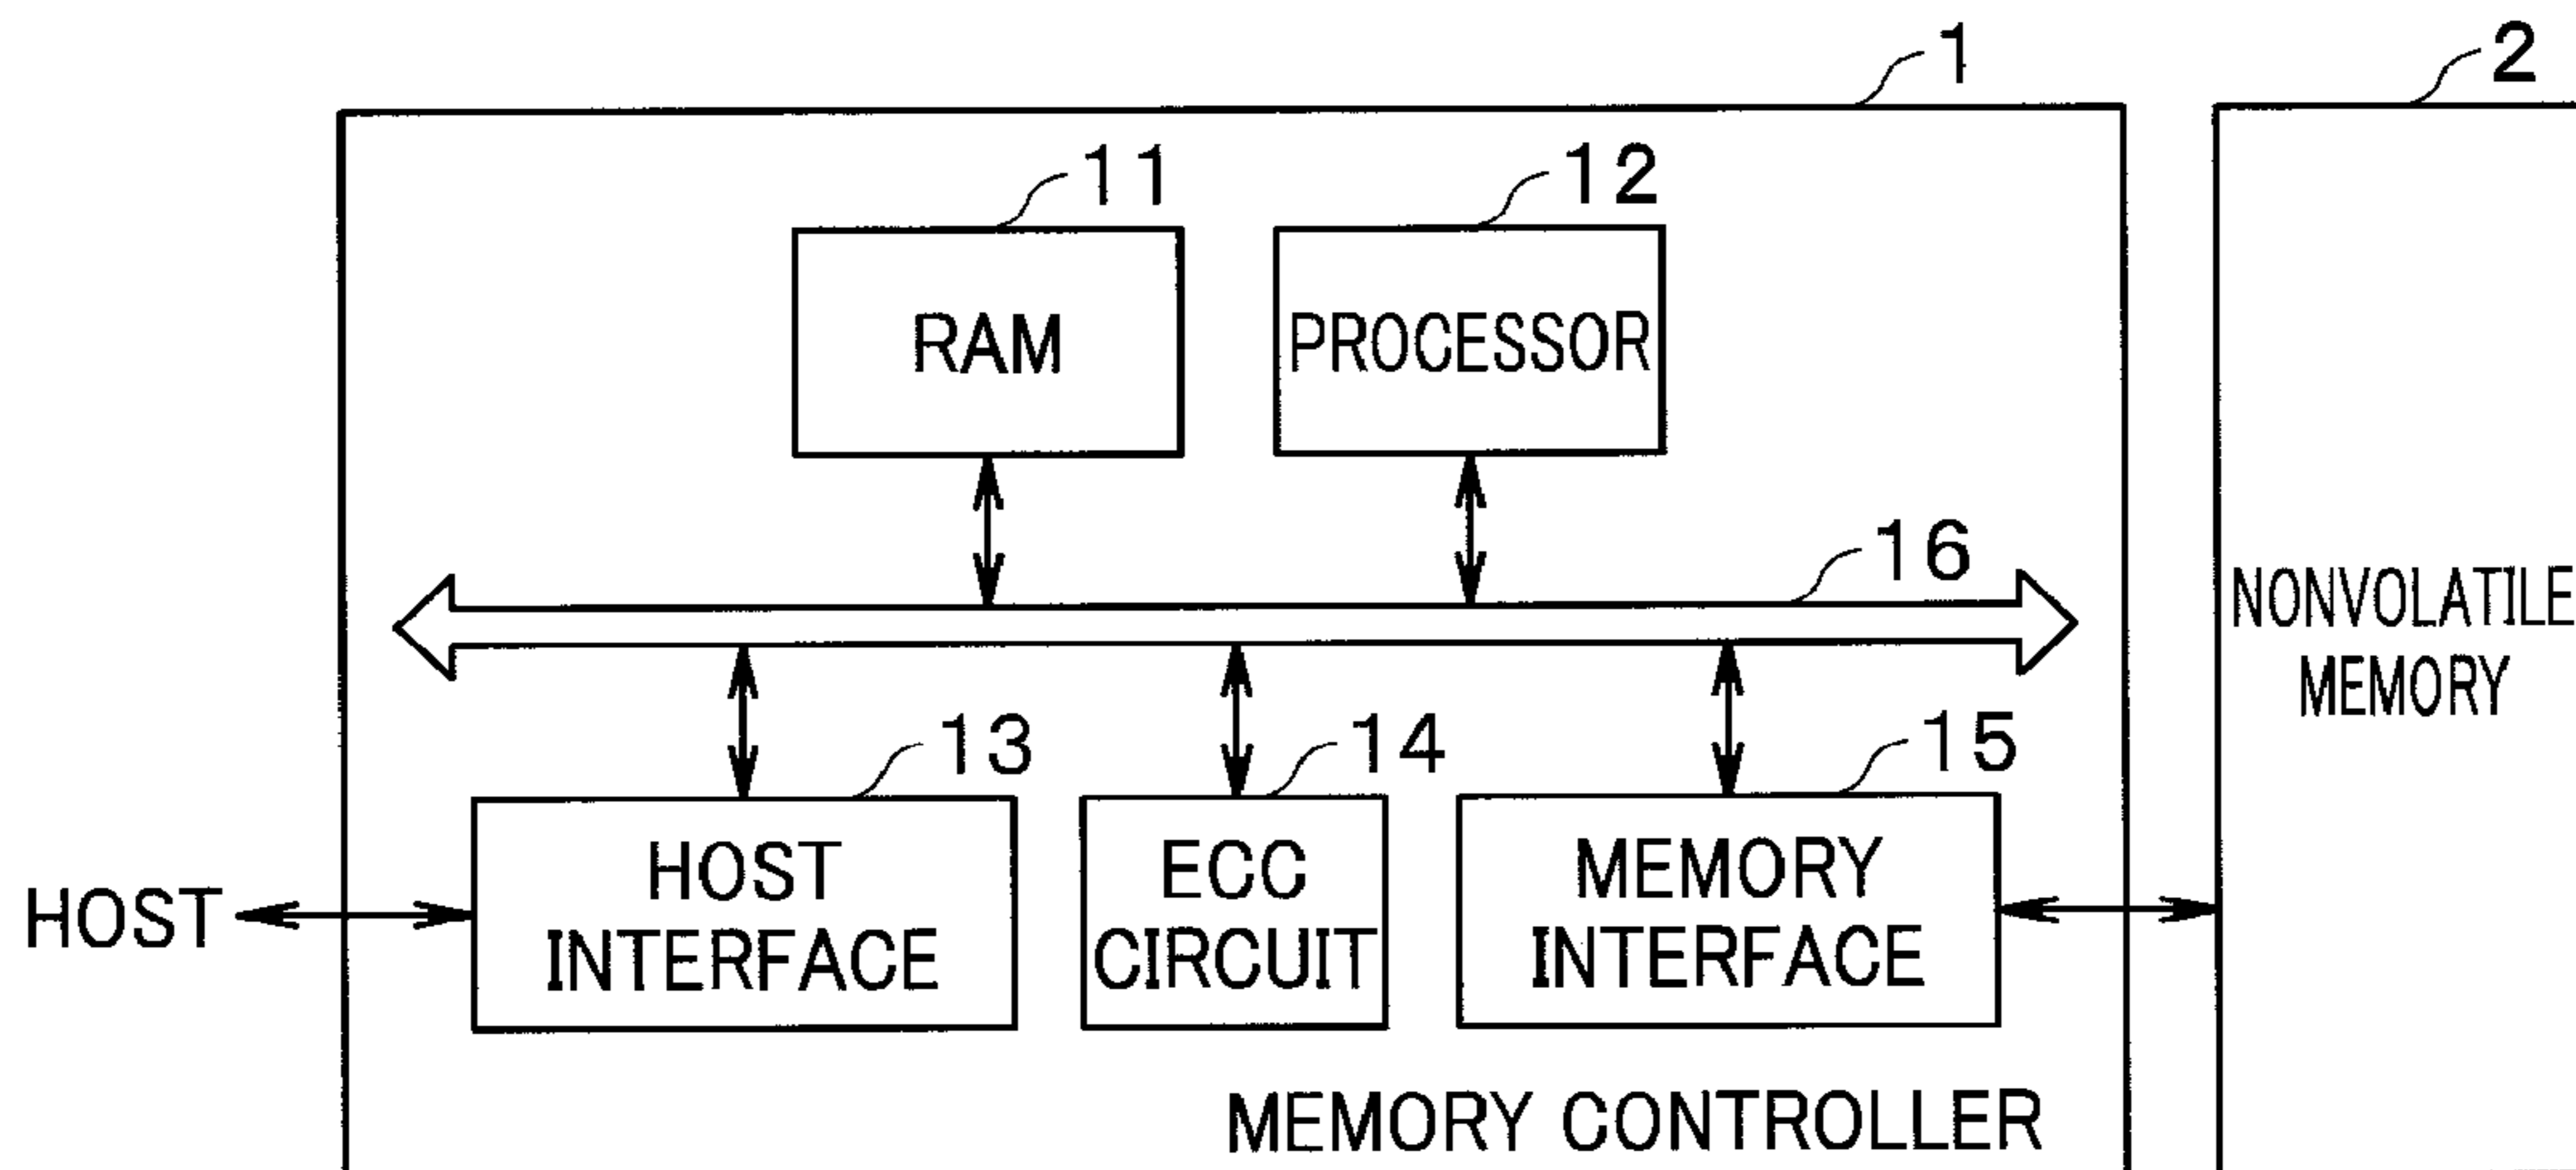 1
2
11
12
RAM
PROCESSOR
16
NONVOLATILE
MEMORY
13
14
15
HOST
HOST
INTERFACE
ECC
CIRCUIT
MEMORY
INTERFACE
MEMORY CONTROLLER